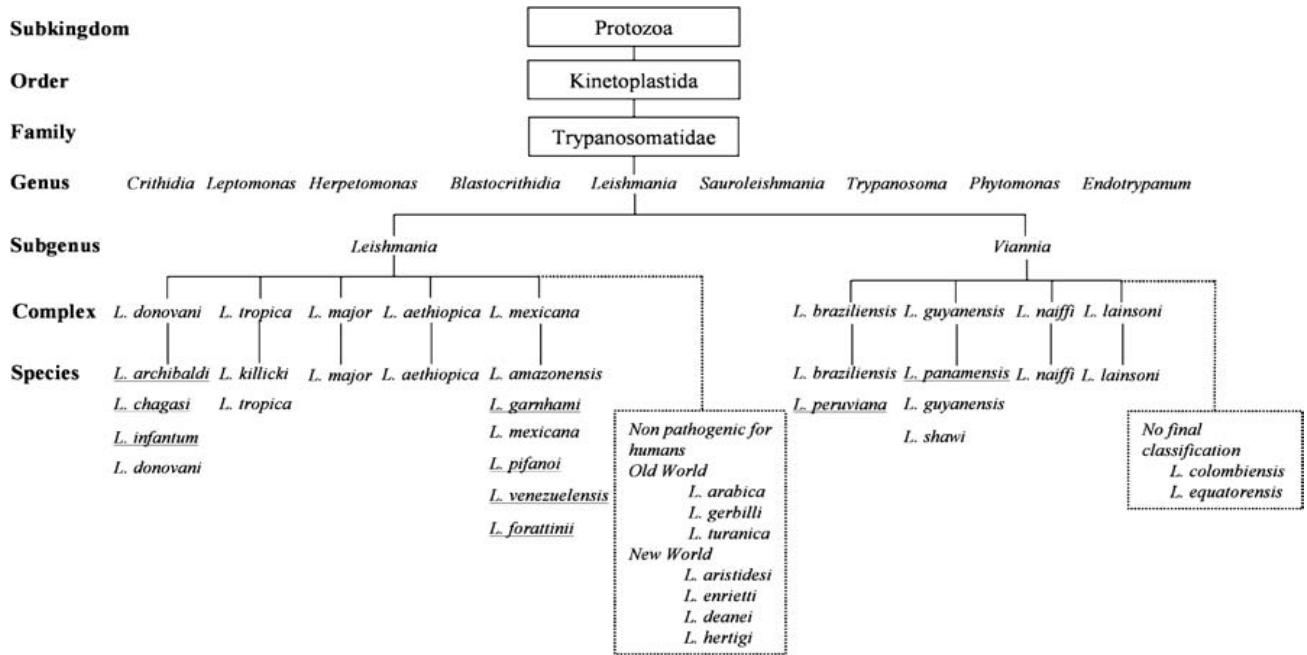 Subkingdom Protozoa
Order Kinetoplastida
Family Trypanosomatidae
Genus Crithidia Leptomonas Herpetomonas Blastocrithidia Leishmania Sauroleishmania Trypanosoma Phytomonas Endotrypanum
Subgenus Leishmania Viannia
Complex L. donovani L. tropica L. major L. aethiopica L. mexicana L. braziliensis L. guyanensis L. naiffi L. lainsoni
Species L. archibaldi L. killicki L. major L. aethiopica L. amazonensis L. braziliensis L. panamensis L. naiffi L. lainsoni
L. chagasi L. tropica L. garnhami L. peruviana L. guyanensis
L. infantum L. mexicana L. shawi
L. donovani L. pifanoi
L. venezuelensis
L. forattinii
Non pathogenic for
humans
Old World
L. arabica
L. gerbilli
L. turanica
New World
L. aristidesi
L. enrietti
L. deanei
L. hertigi
No final
classification
L. colombiensis
L. equatorensis